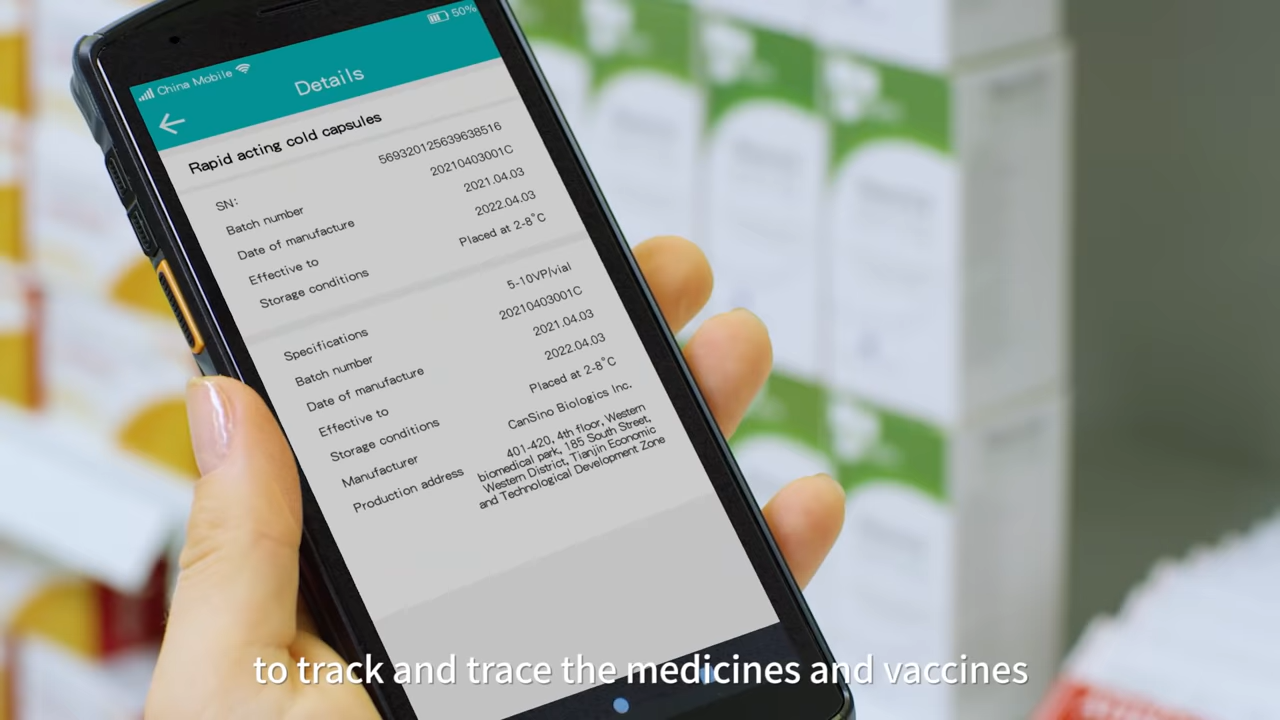 China Mobile
50%
Details
Rapid acting cold capsules
SN: 569320125639638516
Batch number 20210403001C
Date of manufacture 2021.04.03
Effective to 2022.04.03
Storage conditions Placed at 2-8°C
Specifications 5-10VP/vial
Batch number 20210403001C
Date of manufacture 2021.04.03
Effective to 2022.04.03
Storage conditions Placed at 2-8°C
Manufacturer CanSino Biologics Inc.
Production address 401-420, 4th floor, Western
biomedical park, 185 South Street,
Western District, Tianjin Economic
and Technological Development Zone
to track and trace the medicines and vaccines